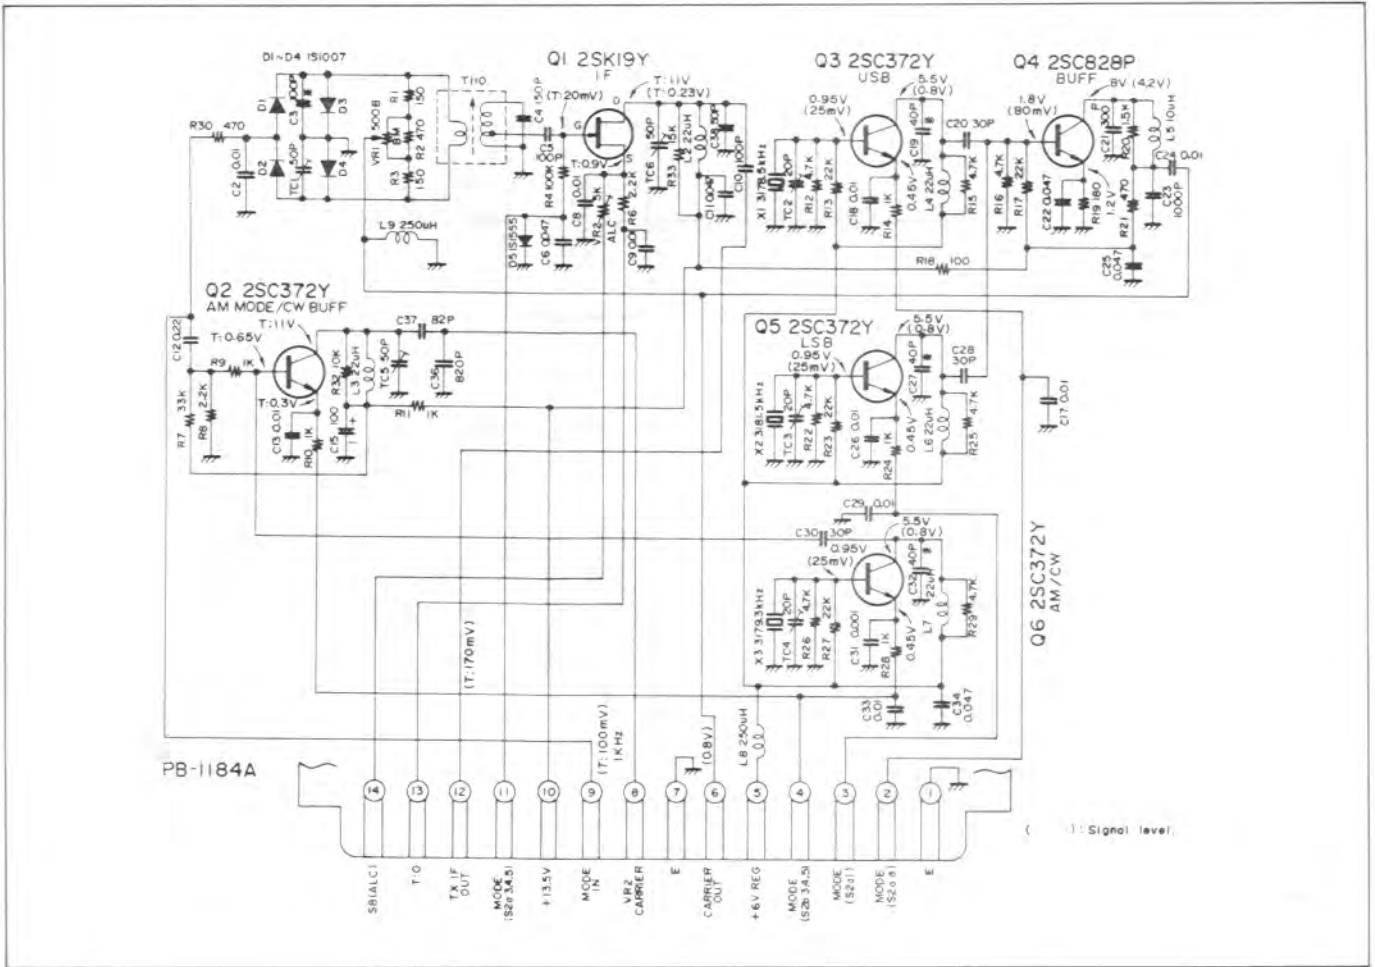 D1~D4 1S1007
D1
C3 100P
D3
R30 470
C2 0.01
D2
TC1 50P
D4
R1 150
VR1 500B
BM
R2 470
R3 150
T110
L9 250uH
Q1 2SK19Y
IF
C4 150P
(T:20mV)
T:11V
(T:0.23V)
G
D
S
100P
T:0.9V
R4 100K
C8 0.01
VR2 5K
ALC
R6 2.2K
D5 1S1555
C6 0.047
C9 0.01
TC6 50P
R33 15K
L2 22uH
C38 30P
C11 0.047
C10 100P
Q3 2SC372Y
USB
5.5V
(0.8V)
0.95V
(25mV)
X1 3178.5kHz
TC2 20P
R12 4.7K
R13 22K
C18 0.01
R14 1K
0.45V
C19 40P
L4 22uH
R15 4.7K
C20 30P
Q4 2SC828P
BUFF
8V (4.2V)
1.8V
(80mV)
R16 4.7K
R17 22K
C22 0.047
R19 180
1.2V
C21 300P
R20 1.5K
R21 470
L5 10uH
C24 0.01
C23 1000P
C25 0.047
R18 100
Q2 2SC372Y
AM MODE/CW BUFF
T:11V
T:0.65V
C12 0.22
R9 1K
R7 33K
R8 2.2K
T:0.3V
C13 0.01
R10 1K
R32 10K
L3 22uH
C15 100
+
TC5 50P
C37 82P
C36 820P
R11 1K
Q5 2SC372Y
LSB
5.5V
(0.8V)
0.95V
(25mV)
X2 3181.5kHz
TC3 20P
R22 4.7K
R23 22K
C26 0.01
R24 1K
0.45V
C27 40P
L6 22uH
R25 4.7K
C28
30P
C17 0.01
C29 0.01
C30 30P
5.5V
(0.8V)
0.95V
(25mV)
X3 3179.3kHz
TC4 20P
R26 4.7K
R27 22K
C31 0.001
R28 1K
0.45V
C32 40P
22uH
L7
R29 4.7K
Q6 2SC372Y
AM/CW
C33 0.01
C34 0.047
L8 250uH
(T:170mV)
(T:100mV)
1KHz
(0.8V)
PB-1184A
14 13 12 11 10 9 8 7 6 5 4 3 2 1
S8(ALC)
T:0
TX IF
OUT
MODE
(S2a 3,4,5)
+13.5V
MODE
IN
VR2
CARRIER
E
CARRIER
OUT
+6V REG
MODE
(S2b 3,4,5)
MODE
MODE
E
( ): Signal level.